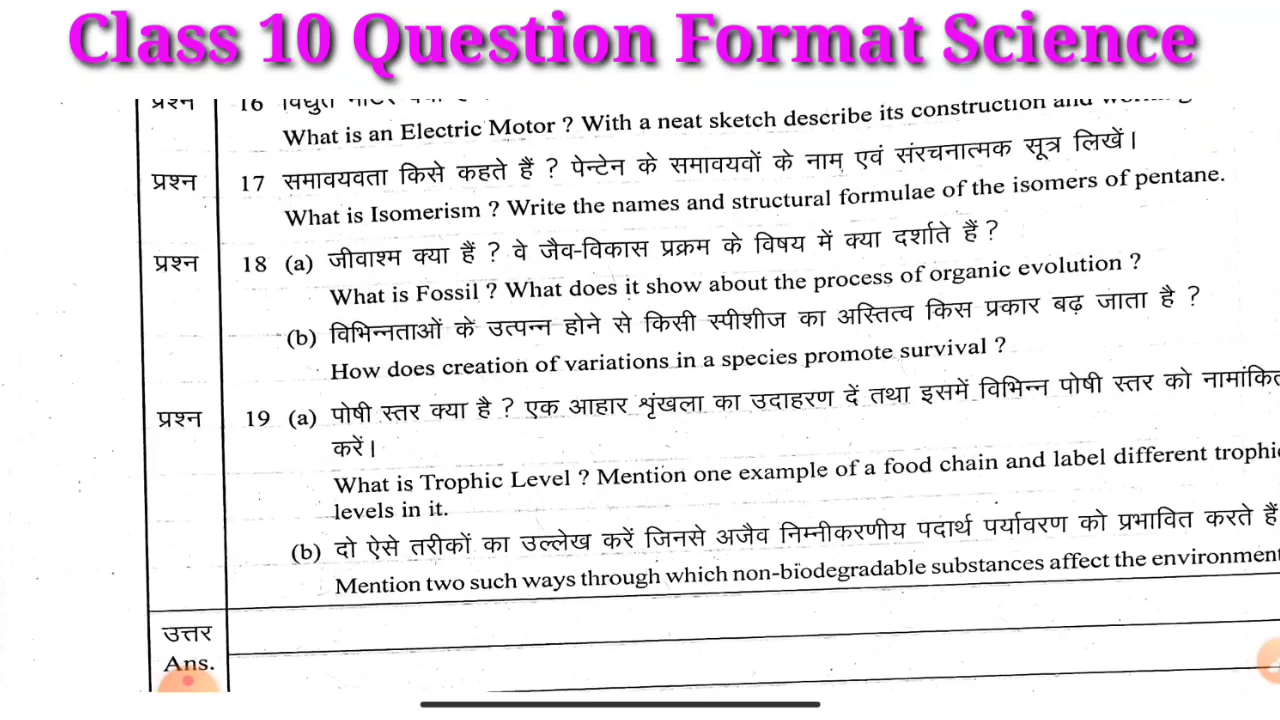 Class 10 Question Format Science
प्रश्न 16 विद्युत मोटर क्या है ?
What is an Electric Motor ? With a neat sketch describe its construction and
प्रश्न 17 समावयवता किसे कहते हैं ? पेन्टेन के समावयवों के नाम एवं संरचनात्मक सूत्र लिखें।
What is Isomerism ? Write the names and structural formulae of the isomers of pentane.
प्रश्न 18 (a) जीवाश्म क्या हैं ? वे जैव-विकास प्रक्रम के विषय में क्या दर्शाते हैं ?
What is Fossil ? What does it show about the process of organic evolution ?
(b) विभिन्नताओं के उत्पन्न होने से किसी स्पीशीज का अस्तित्व किस प्रकार बढ़ जाता है ?
How does creation of variations in a species promote survival ?
प्रश्न 19 (a) पोषी स्तर क्या है ? एक आहार शृंखला का उदाहरण दें तथा इसमें विभिन्न पोषी स्तर को नामांकित
करें।
What is Trophic Level ? Mention one example of a food chain and label different trophic
levels in it.
(b) दो ऐसे तरीकों का उल्लेख करें जिनसे अजैव निम्नीकरणीय पदार्थ पर्यावरण को प्रभावित करते हैं
Mention two such ways through which non-biodegradable substances affect the environment
उत्तर
Ans.